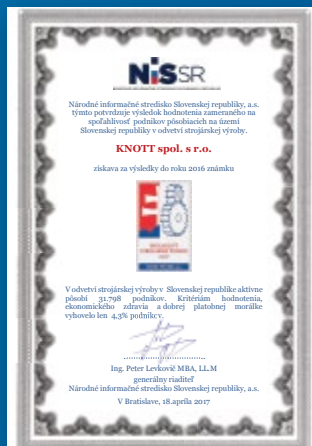 NiSSR
Národné informačné stredisko Slovenskej republiky, a.s.
týmto potvrdzuje výsledok hodnotenia zameraného na
spoľahlivosť podnikov pôsobiacich na území
Slovenskej republiky v odvetví strojárskej výroby.
KNOTT spol. s r.o.
získava za výsledky do roku 2016 známku
V odvetví strojárskej výroby v Slovenskej republike aktívne
pôsobí 31.798 podnikov. Kritériám hodnotenia,
ekonomického zdravia a dobrej platobnej morálke
vyhovelo len 4,3% podnikov.
Ing. Peter Levkovič MBA, LL.M
generálny riaditeľ
Národné informačné stredisko Slovenskej republiky, a.s.
V Bratislave, 18.apríla 2017